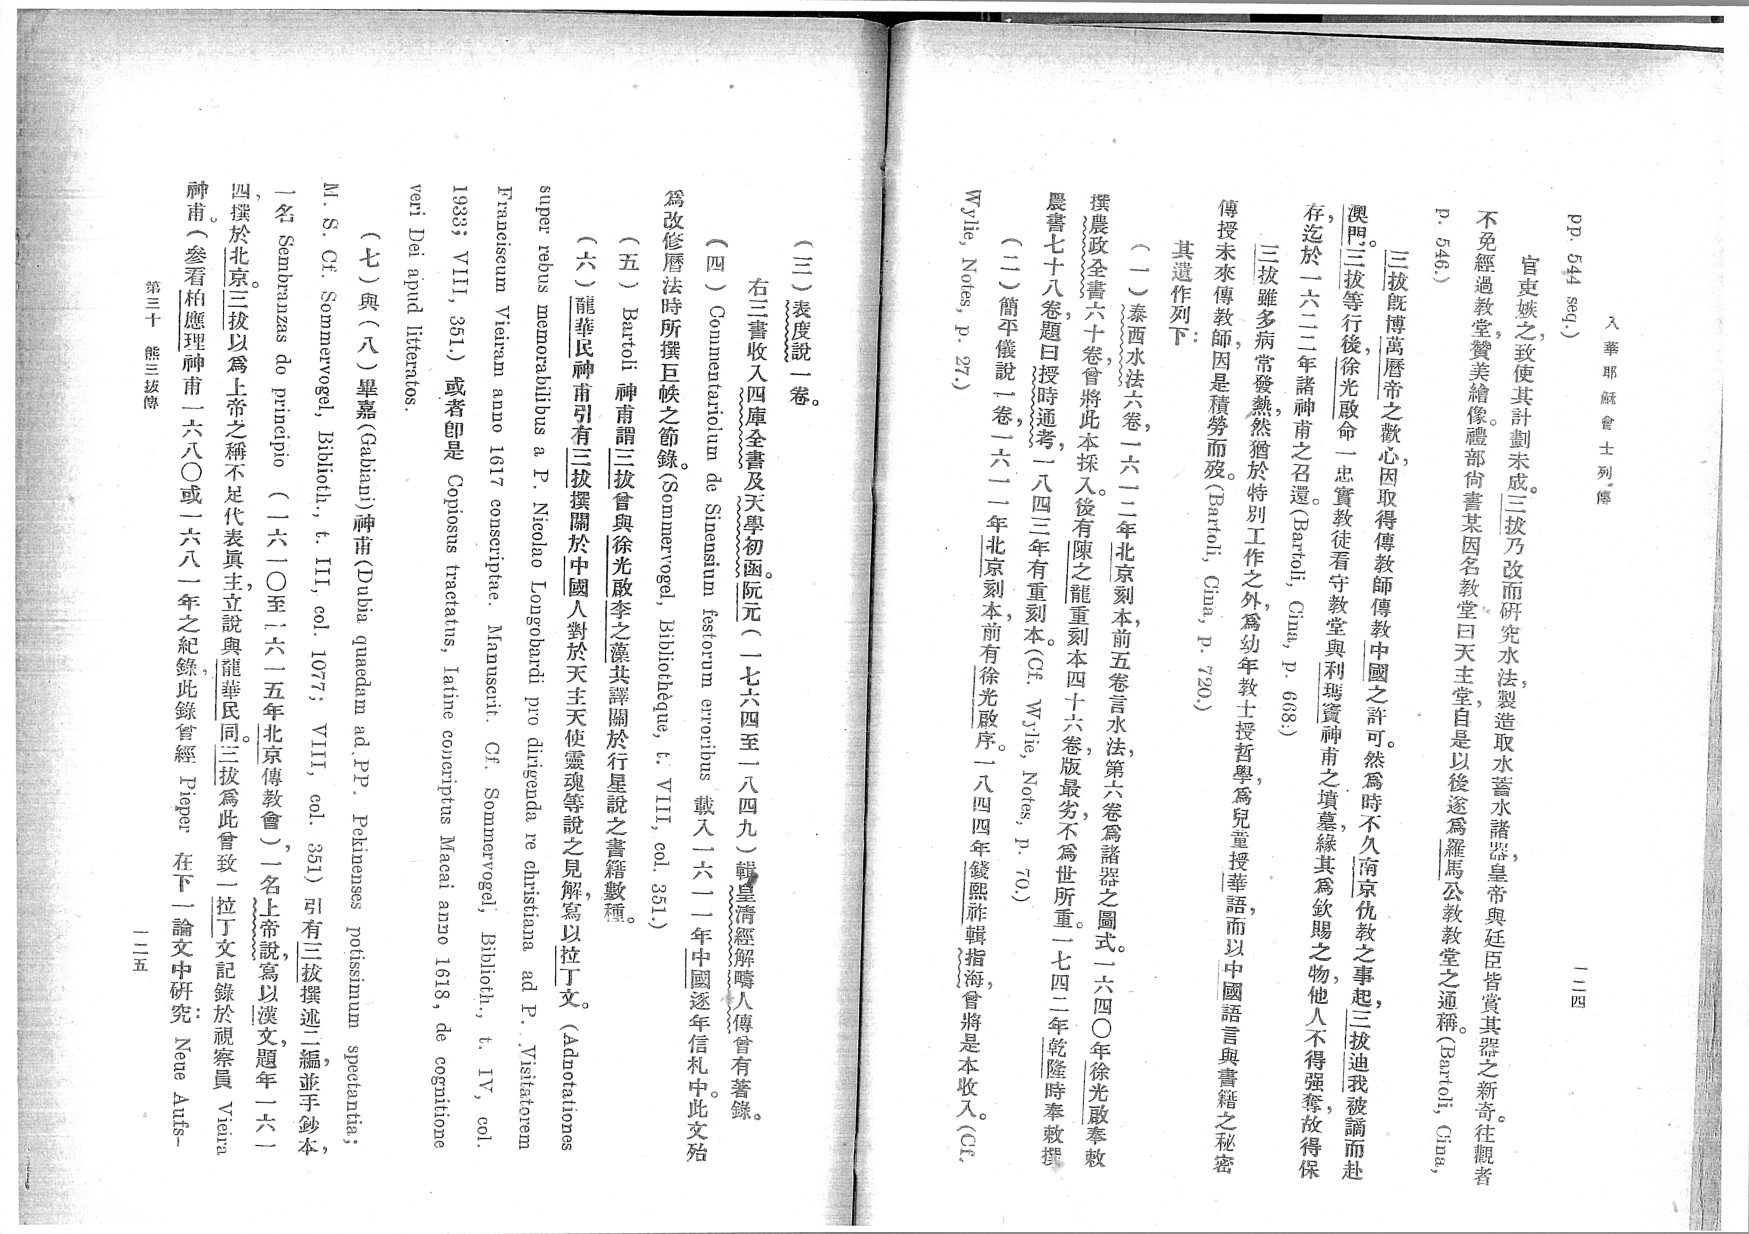 入華耶穌會士列傳
一二四
pp. 544 seq.)
官吏嫉之，致使其計劃未成。三拔乃改而研究水法，製造取水蓄水諸器，皇帝與廷臣皆賞其器之新奇。往觀者
不免經過教堂，贊美繪像。禮部尙書某因名教堂曰天主堂，自是以後遂爲羅馬公教教堂之通稱。(Bartoli, Cina,
p. 546.)
三拔旣博萬曆帝之歡心，因取得傳教師傳教中國之許可。然爲時不久，南京仇教之事起，三拔迪我被謫而赴
澳門。三拔等行後，徐光啟命一忠實教徒看守教堂與利瑪竇神甫之墳墓，緣其爲欽賜之物，他人不得强奪，故得保
存，迄於一六二二年諸神甫之召還。(Bartoli, Cina, p. 668.)
三拔雖多病常發熱，然猶於特別工作之外，爲幼年教士授哲學，爲兒童授華語，而以中國語言與書籍之秘密
傳授未來傳教師，因是積勞而歿。(Bartoli, Cina, p. 720.)
其遺作列下：
（一）泰西水法六卷，一六一二年北京刻本，前五卷言水法，第六卷爲諸器之圖式。一六四〇年徐光啟奉敕
撰農政全書六十卷，曾將此本採入。後有陳之龍重刻本四十六卷，版最劣不爲世所重。一七四二年乾隆時奉敕撰
農書七十八卷，題曰授時通考，一八四三年有重刻本。(Cf. Wylie, Notes, p. 70.)
（二）簡平儀說一卷，一六一一年北京刻本，前有徐光啟序。一八四四年錢熙祚輯指海，曾將是本收入。(Cf.
Wylie, Notes, p. 27.)
（三）表度說一卷。
右三書收入四庫全書及天學初函。阮元（一七六四至一八四九）輯皇清經解疇人傳曾有著錄。
（四）Commentariolum de Sinensium festorum erroribus 載入一六一一年中國逐年信札中。此文殆
爲改修曆法時所撰巨帙之節錄。(Sommervogel, Bibliothèque, t. VIII, col. 351.)
（五）Bartoli 神甫謂三拔曾與徐光啟李之藻共譯關於行星說之書籍數種。
（六）龍華民神甫引有三拔撰關於中國人對於天主天使靈魂等說之見解，寫以拉丁文。(Adnotationes
super rebus memorabilibus a P. Nicolao Longobardi pro dirigenda re christiana ad P. Visitatorem
Franciscum Vieiram anno 1617 conscriptae. Manuscrit. Cf. Sommervogel, Biblioth., t. IV, col.
1933; VIII, 351.) 或者卽是 Copiosus tractatus, Latine concriptus Macai anno 1618, de cognitione
veri Dei apud litteratos.
（七）與（八）畢嘉(Gabiani)神甫(Dubia quaedam ad PP. Pekinenses potissimum spectantia;
M. S. Cf. Sommervogel, Biblioth., t. III, col. 1077; VIII, col. 351) 引有三拔撰述二編，並手鈔本，
一名 Sembranzas do principio （一六一〇至一六一五年北京傳教會），一名上帝說，寫以漢文，題年一六一
四，撰於北京。三拔以爲上帝之稱不足代表眞主，立說與龍華民同。三拔爲此曾致一拉丁文記錄於視察員 Vieira
神甫。（參看柏應理神甫一六八〇或一六八一年之紀錄，此錄曾經 Pieper 在下一論文中研究：Neue Aufs-
第三十　熊三拔傳
一二五